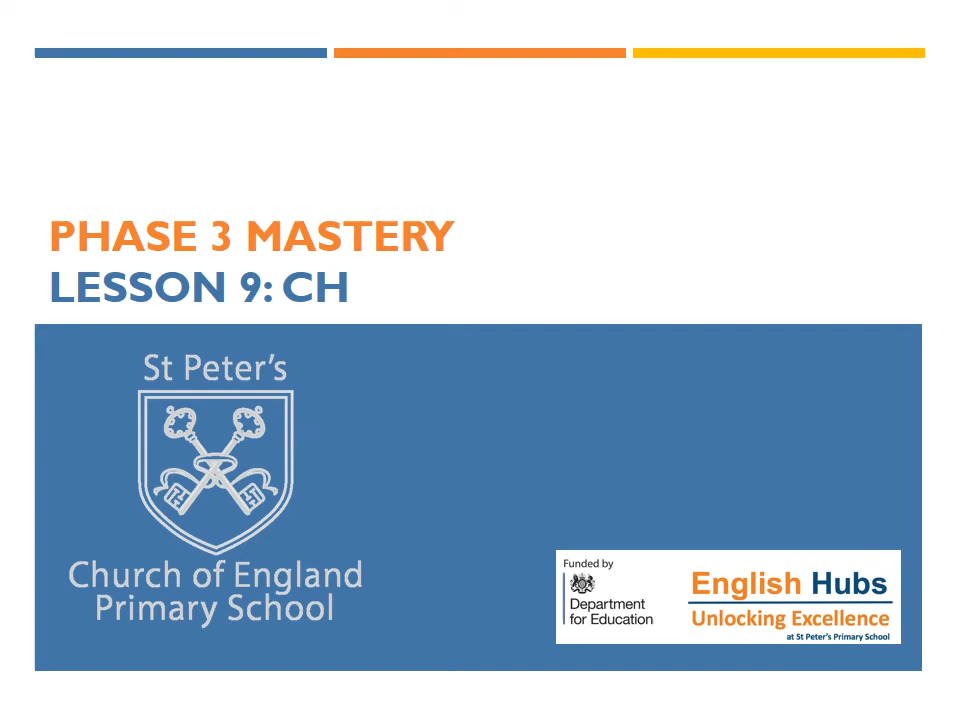 PHASE 3 MASTERY
LESSON 9: CH
St Peter's
Church of England
Primary School
Funded by
Department
for Education
English Hubs
Unlocking Excellence
at St Peter's Primary School